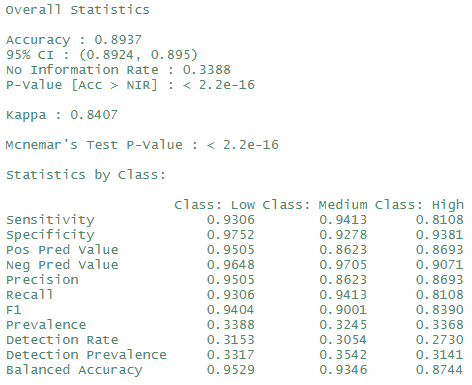 Overall Statistics
Accuracy : 0.8937
95% CI : (0.8924, 0.895)
No Information Rate : 0.3388
P-Value [Acc > NIR] : < 2.2e-16
Kappa : 0.8407
Mcnemar's Test P-Value : < 2.2e-16
Statistics by Class:
Class: Low Class: Medium Class: High
Sensitivity 0.9306 0.9413 0.8108
Specificity 0.9752 0.9278 0.9381
Pos Pred Value 0.9505 0.8623 0.8693
Neg Pred Value 0.9648 0.9705 0.9071
Precision 0.9505 0.8623 0.8693
Recall 0.9306 0.9413 0.8108
F1 0.9404 0.9001 0.8390
Prevalence 0.3388 0.3245 0.3368
Detection Rate 0.3153 0.3054 0.2730
Detection Prevalence 0.3317 0.3542 0.3141
Balanced Accuracy 0.9529 0.9346 0.8744